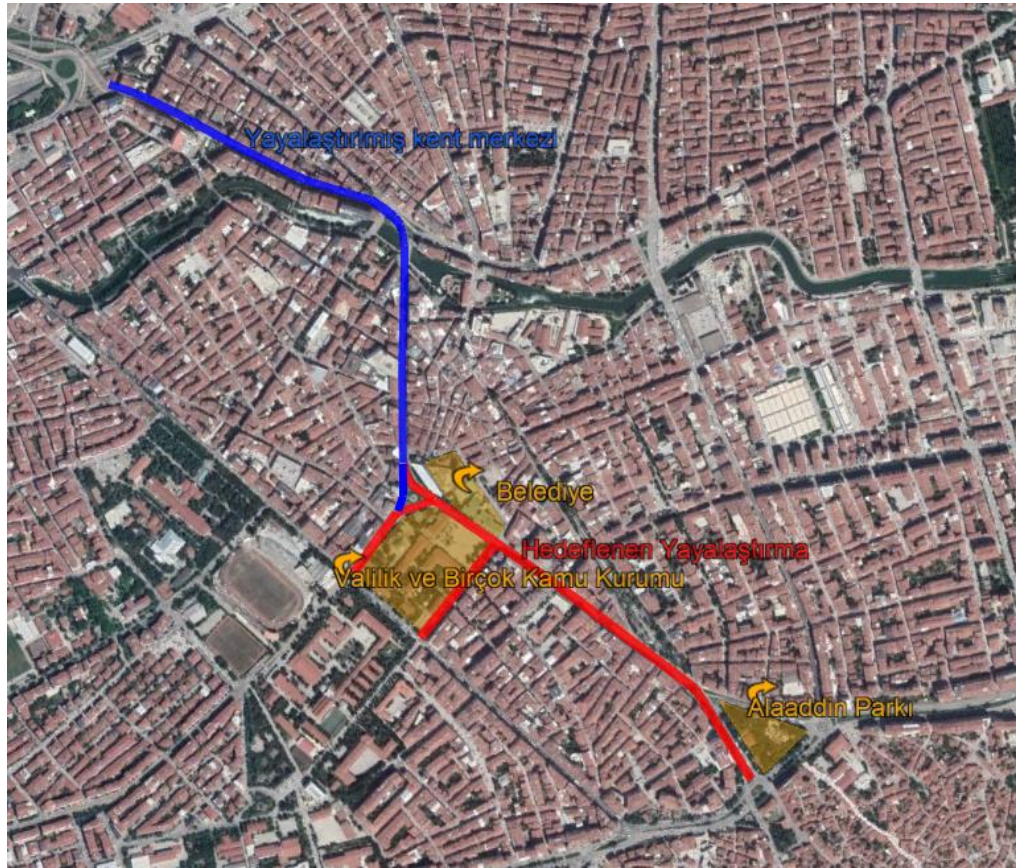 Yayalaştırımış kent merkezi
Belediye
Hedeflenen Yayalaştırma
Valilik ve Birçok Kamu Kurumu
Alaaddin Parkı